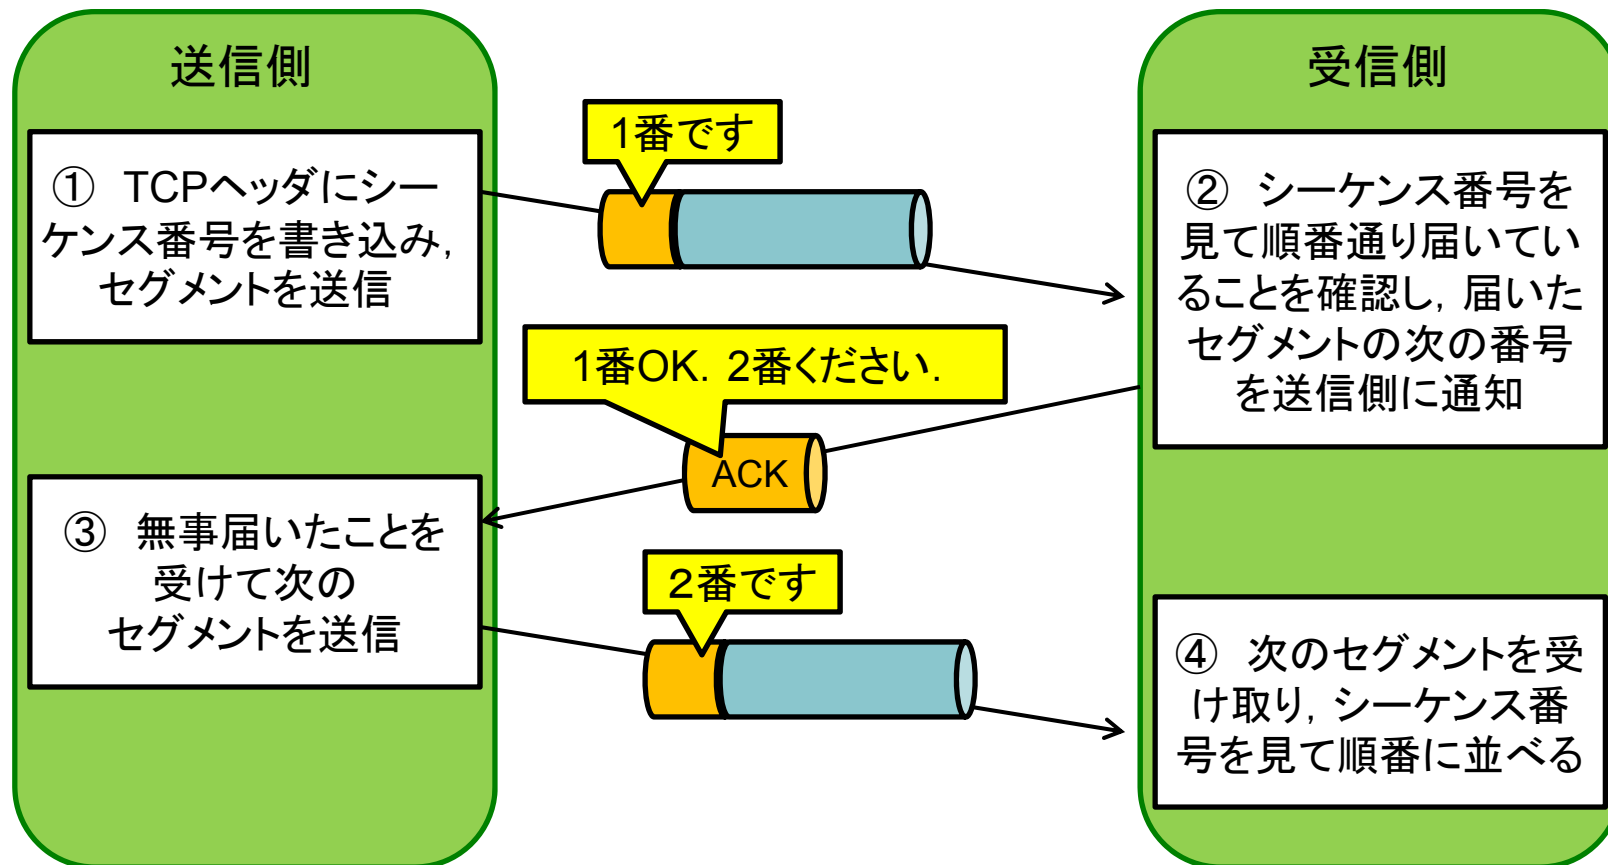 送信側
① TCPヘッダにシー
ケンス番号を書き込み,
セグメントを送信
1番です
受信側
② シーケンス番号を
見て順番通り届いてい
ることを確認し, 届いた
セグメントの次の番号
を送信側に通知
1番OK. 2番ください.
ACK
③ 無事届いたことを
受けて次の
セグメントを送信
２番です
④ 次のセグメントを受
け取り, シーケンス番
号を見て順番に並べる